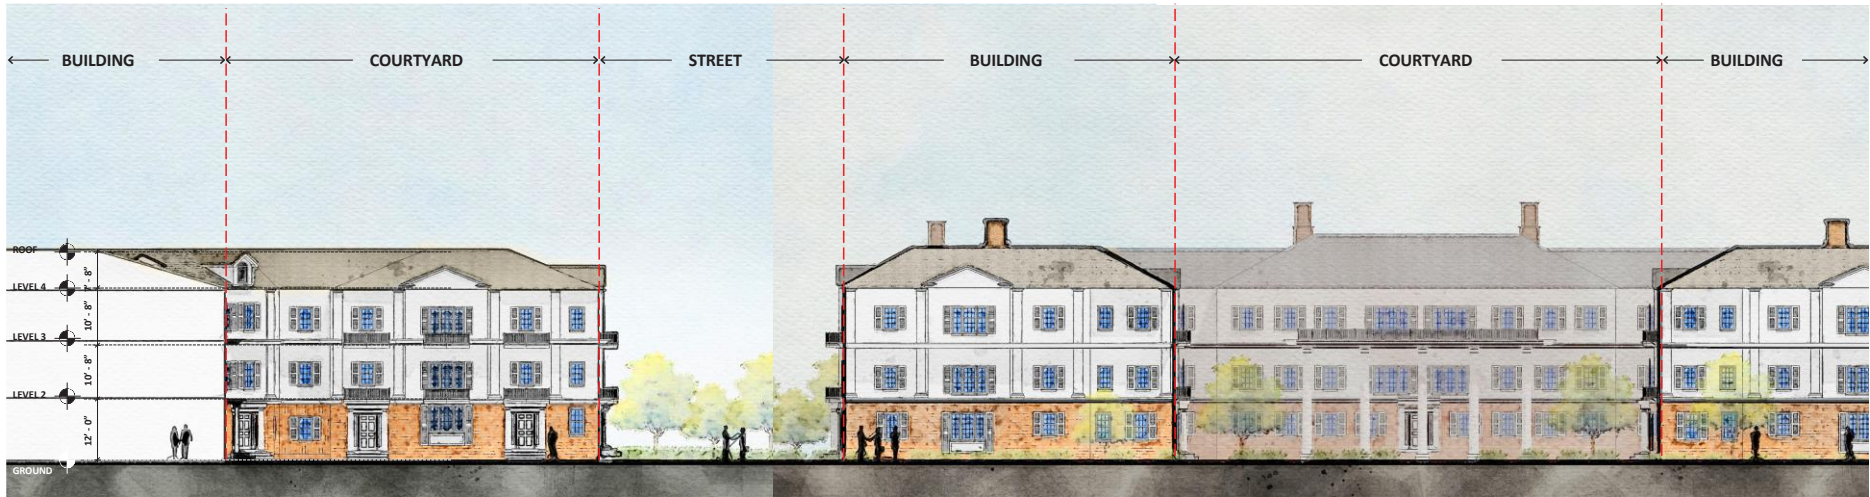 BUILDING COURTYARD STREET BUILDING COURTYARD BUILDING
ROOF
- 8"
LEVEL 4
10' - 8"
LEVEL 3
10' - 8"
LEVEL 2
12' - 0"
GROUND